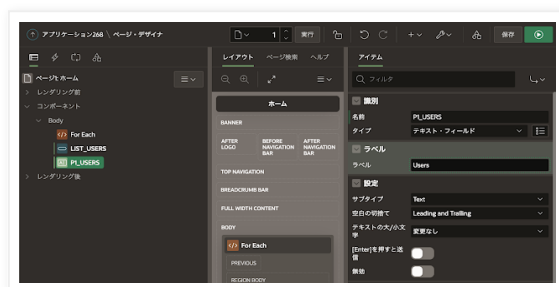 アプリケーション268 \ ページ・デザイナ
1
実行
保存
レイアウト
ページ検索
ヘルプ
アイテム
フィルタ
ページ1: ホーム
レンダリング前
コンポーネント
Body
For Each
LIST_USERS
P1_USERS
レンダリング後
ホーム
BANNER
AFTER LOGO
BEFORE NAVIGATION BAR
AFTER NAVIGATION BAR
TOP NAVIGATION
BREADCRUMB BAR
FULL WIDTH CONTENT
BODY
For Each
PREVIOUS
REGION BODY
識別
名前 P1_USERS
タイプ テキスト・フィールド
ラベル
ラベル Users
設定
サブタイプ Text
空白の切捨て Leading and Trailing
テキストの大/小文字 変更なし
[Enter]を押すと送信
無効